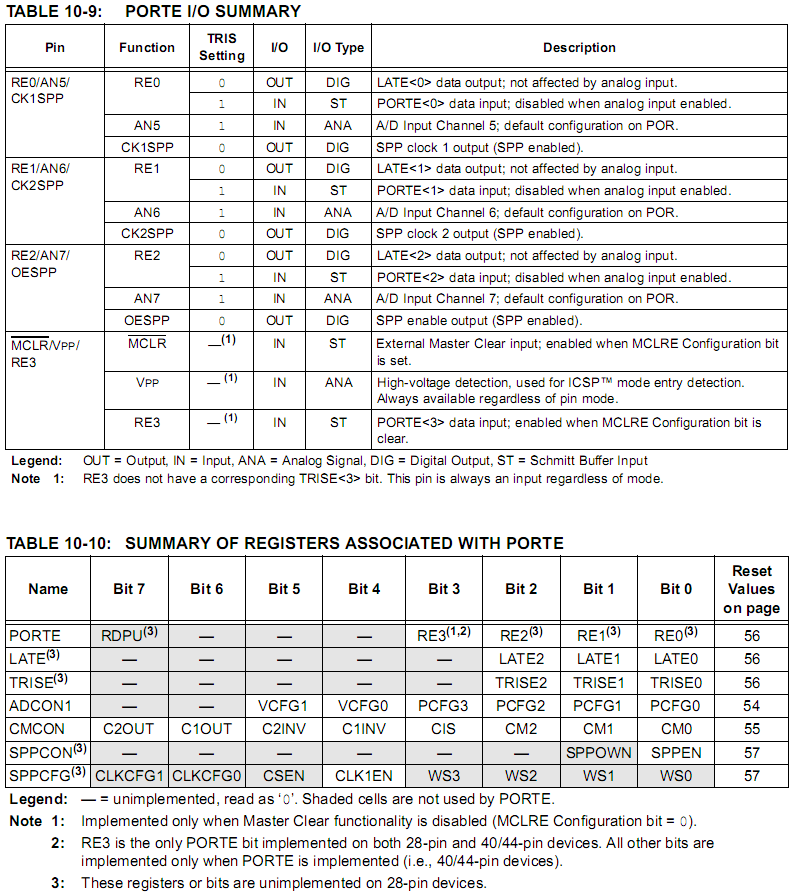 TABLE 10-9: PORTE I/O SUMMARY
Pin Function TRIS Setting I/O I/O Type Description
RE0/AN5/CK1SPP RE0 0 OUT DIG LATE<0> data output; not affected by analog input.
1 IN ST PORTE<0> data input; disabled when analog input enabled.
AN5 1 IN ANA A/D Input Channel 5; default configuration on POR.
CK1SPP 0 OUT DIG SPP clock 1 output (SPP enabled).
RE1/AN6/CK2SPP RE1 0 OUT DIG LATE<1> data output; not affected by analog input.
1 IN ST PORTE<1> data input; disabled when analog input enabled.
AN6 1 IN ANA A/D Input Channel 6; default configuration on POR.
CK2SPP 0 OUT DIG SPP clock 2 output (SPP enabled).
RE2/AN7/OESPP RE2 0 OUT DIG LATE<2> data output; not affected by analog input.
1 IN ST PORTE<2> data input; disabled when analog input enabled.
AN7 1 IN ANA A/D Input Channel 7; default configuration on POR.
OESPP 0 OUT DIG SPP enable output (SPP enabled).
MCLR/VPP/RE3 MCLR —(1) IN ST External Master Clear input; enabled when MCLRE Configuration bit
is set.
VPP —(1) IN ANA High-voltage detection, used for ICSP™ mode entry detection.
Always available regardless of pin mode.
RE3 —(1) IN ST PORTE<3> data input; enabled when MCLRE Configuration bit is
clear.
Legend: OUT = Output, IN = Input, ANA = Analog Signal, DIG = Digital Output, ST = Schmitt Buffer Input
Note 1: RE3 does not have a corresponding TRISE<3> bit. This pin is always an input regardless of mode.
TABLE 10-10: SUMMARY OF REGISTERS ASSOCIATED WITH PORTE
Name Bit 7 Bit 6 Bit 5 Bit 4 Bit 3 Bit 2 Bit 1 Bit 0 Reset Values on page
PORTE RDPU(3) — — — RE3(1,2) RE2(3) RE1(3) RE0(3) 56
LATE(3) — — — — — LATE2 LATE1 LATE0 56
TRISE(3) — — — — — TRISE2 TRISE1 TRISE0 56
ADCON1 — — VCFG1 VCFG0 PCFG3 PCFG2 PCFG1 PCFG0 54
CMCON C2OUT C1OUT C2INV C1INV CIS CM2 CM1 CM0 55
SPPCON(3) — — — — — — SPPOWN SPPEN 57
SPPCFG(3) CLKCFG1 CLKCFG0 CSEN CLK1EN WS3 WS2 WS1 WS0 57
Legend: — = unimplemented, read as ‘0’. Shaded cells are not used by PORTE.
Note 1: Implemented only when Master Clear functionality is disabled (MCLRE Configuration bit = 0).
2: RE3 is the only PORTE bit implemented on both 28-pin and 40/44-pin devices. All other bits are
implemented only when PORTE is implemented (i.e., 40/44-pin devices).
3: These registers or bits are unimplemented on 28-pin devices.